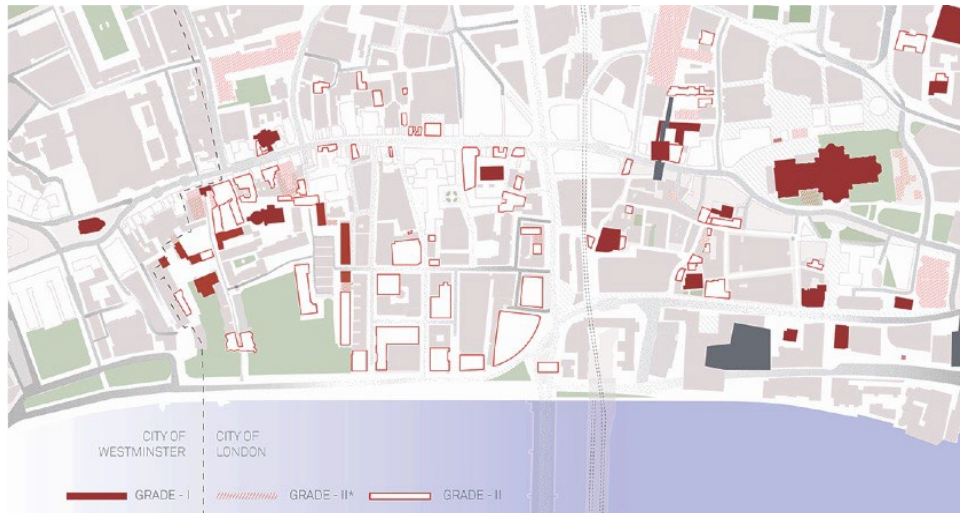 CITY OF
WESTMINSTER
CITY OF
LONDON
GRADE - I
GRADE - II*
GRADE - II